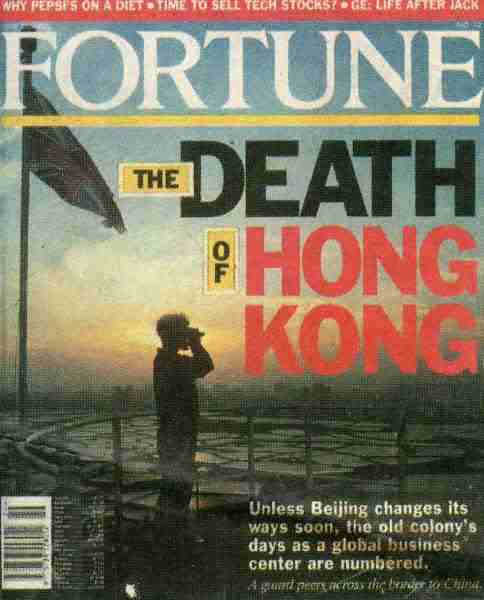 WHY PEPSI'S ON A DIET • TIME TO SELL TECH STOCKS? • GE: LIFE AFTER JACK
FORTUNE
THE DEATH
OF HONG
KONG
Unless Beijing changes its
ways soon, the old colony's
days as a global business
center are numbered.
A guard peers across the border to China.